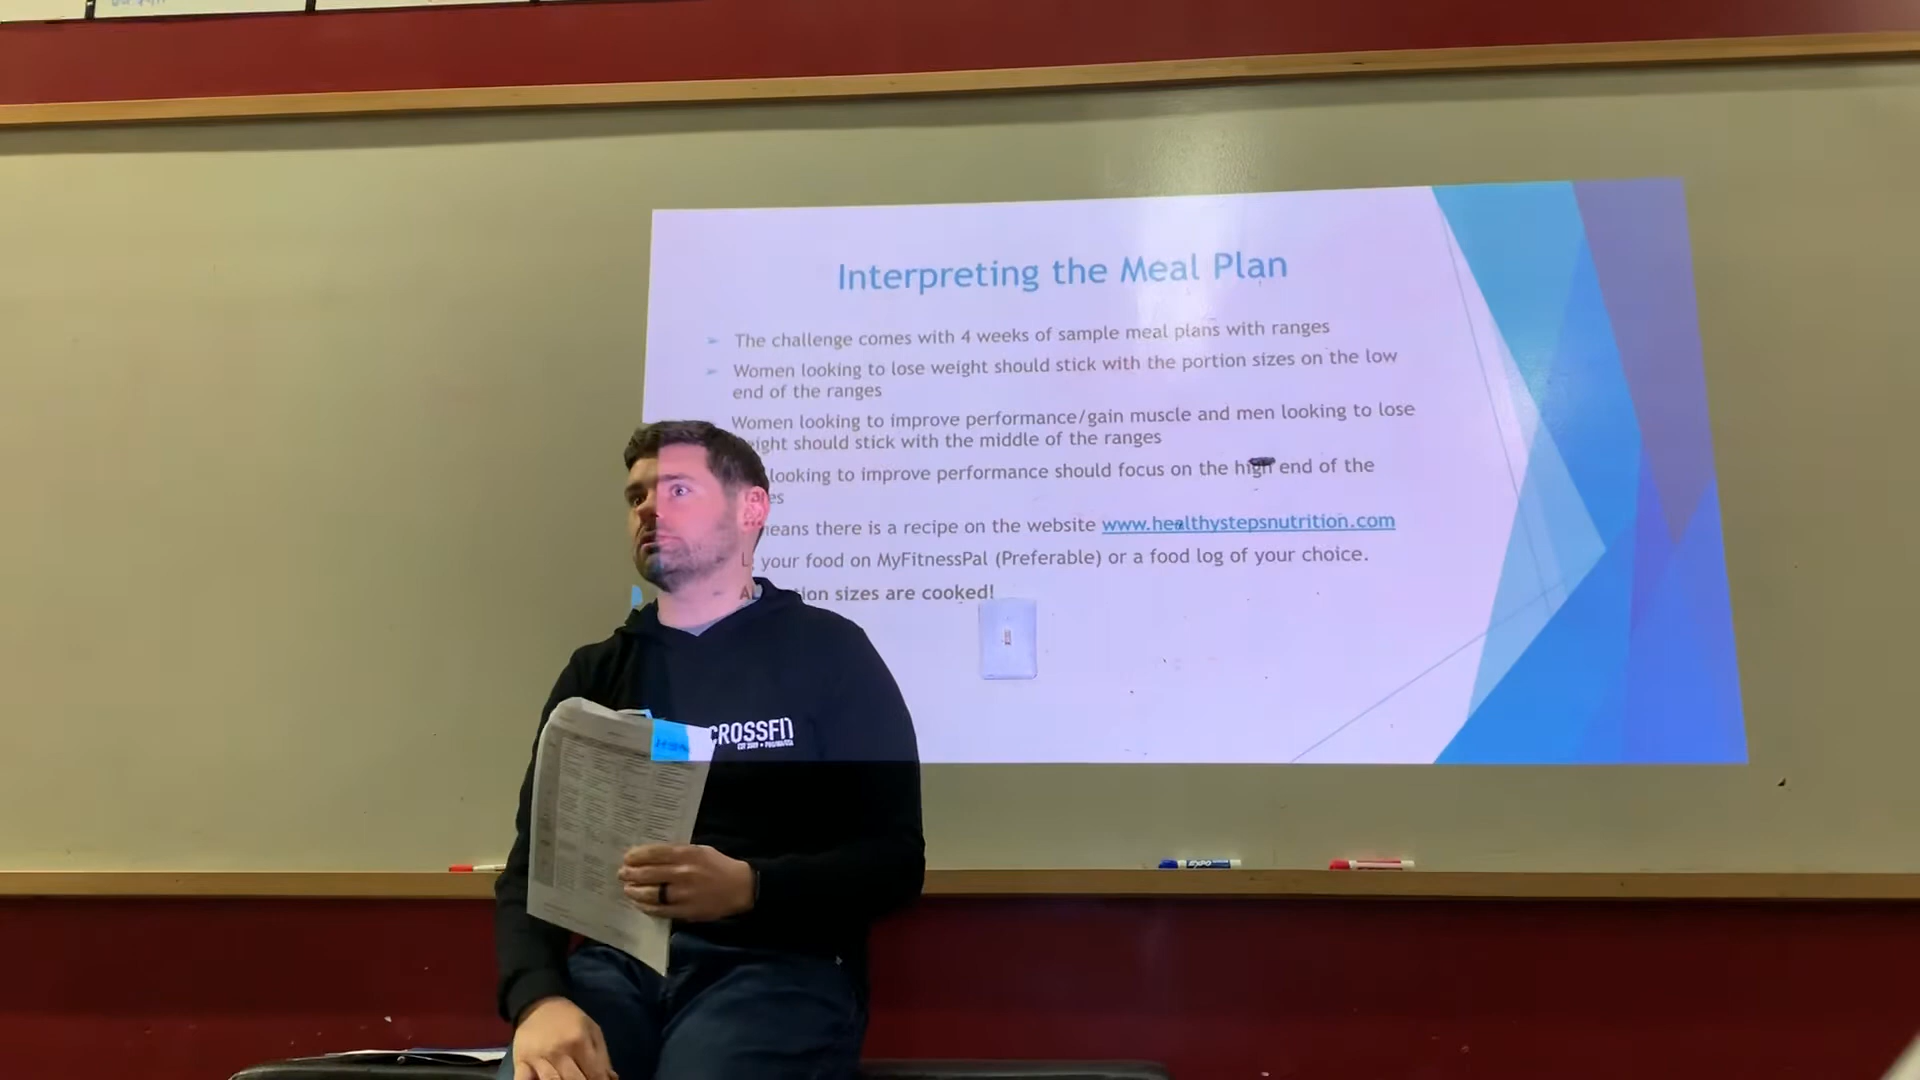 Interpreting the Meal Plan
The challenge comes with 4 weeks of sample meal plans with ranges
Women looking to lose weight should stick with the portion sizes on the low
end of the ranges
Women looking to improve performance/gain muscle and men looking to lose
ight should stick with the middle of the ranges
looking to improve performance should focus on the high end of the
es
means there is a recipe on the website www.healthystepsnutrition.com
your food on MyFitnessPal (Preferable) or a food log of your choice.
ion sizes are cooked!
CROSSFIT
EXPO